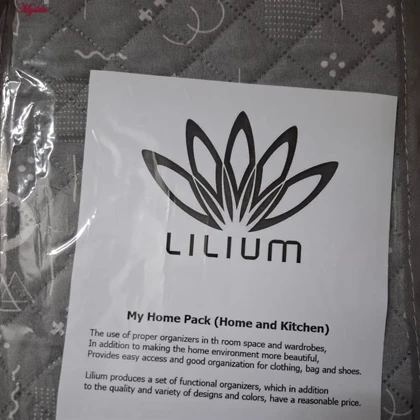 LILIUM
My Home Pack (Home and Kitchen)
The use of proper organizers in th room space and wardrobes,
In addition to making the home environment more beautiful,
Provides easy access and good organization for clothing, bag and shoes.
Lilium produces a set of functional organizers, which in addition
to the quality and variety of designs and colors, have a reasonable price.